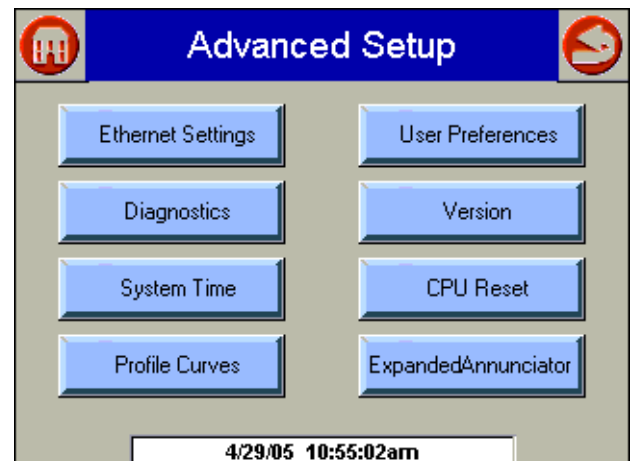 Advanced Setup
Ethernet Settings
User Preferences
Diagnostics
Version
System Time
CPU Reset
Profile Curves
ExpandedAnnunciator
4/29/05 10:55:02am